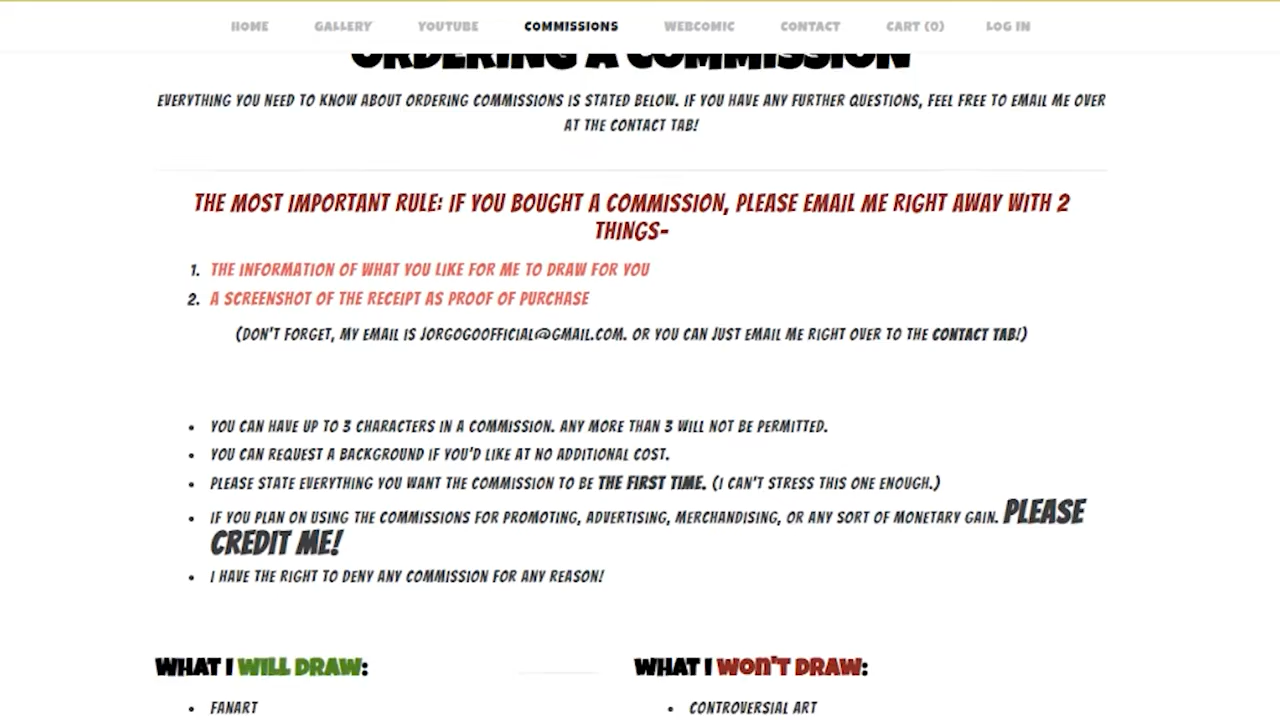 HOME GALLERY YOUTUBE COMMISSIONS WEBCOMIC CONTACT CART (0) LOG IN
ORDERING A COMMISSION
EVERYTHING YOU NEED TO KNOW ABOUT ORDERING COMMISSIONS IS STATED BELOW. IF YOU HAVE ANY FURTHER QUESTIONS, FEEL FREE TO EMAIL ME OVER
AT THE CONTACT TAB!
THE MOST IMPORTANT RULE: IF YOU BOUGHT A COMMISSION, PLEASE EMAIL ME RIGHT AWAY WITH 2
THINGS-
1. THE INFORMATION OF WHAT YOU LIKE FOR ME TO DRAW FOR YOU
2. A SCREENSHOT OF THE RECEIPT AS PROOF OF PURCHASE
(DON'T FORGET, MY EMAIL IS JORGOGOOFFICIAL@GMAIL.COM. OR YOU CAN JUST EMAIL ME RIGHT OVER TO THE CONTACT TAB!)
• YOU CAN HAVE UP TO 3 CHARACTERS IN A COMMISSION. ANY MORE THAN 3 WILL NOT BE PERMITTED.
• YOU CAN REQUEST A BACKGROUND IF YOU'D LIKE AT NO ADDITIONAL COST.
• PLEASE STATE EVERYTHING YOU WANT THE COMMISSION TO BE THE FIRST TIME. (I CAN'T STRESS THIS ONE ENOUGH.)
• IF YOU PLAN ON USING THE COMMISSIONS FOR PROMOTING, ADVERTISING, MERCHANDISING, OR ANY SORT OF MONETARY GAIN. PLEASE
CREDIT ME!
• I HAVE THE RIGHT TO DENY ANY COMMISSION FOR ANY REASON!
WHAT I WILL DRAW:
• FANART
WHAT I WON'T DRAW:
• CONTROVERSIAL ART